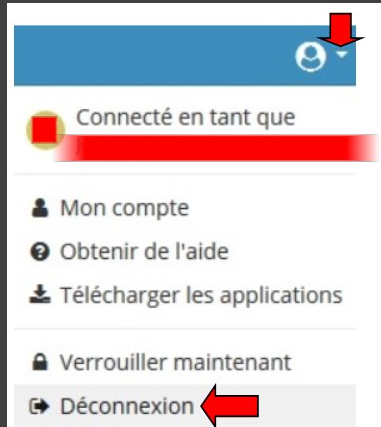 Connecté en tant que
Mon compte
Obtenir de l'aide
Télécharger les applications
Verrouiller maintenant
Déconnexion